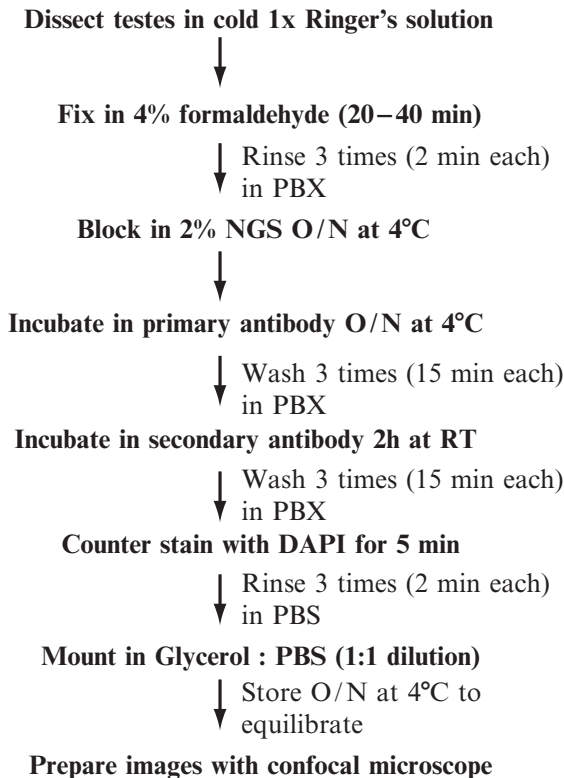 Dissect testes in cold 1x Ringer's solution
Fix in 4% formaldehyde (20–40 min)
Rinse 3 times (2 min each)
in PBX
Block in 2% NGS O/N at 4°C
Incubate in primary antibody O/N at 4°C
Wash 3 times (15 min each)
in PBX
Incubate in secondary antibody 2h at RT
Wash 3 times (15 min each)
in PBX
Counter stain with DAPI for 5 min
Rinse 3 times (2 min each)
in PBS
Mount in Glycerol : PBS (1:1 dilution)
Store O/N at 4°C to
equilibrate
Prepare images with confocal microscope